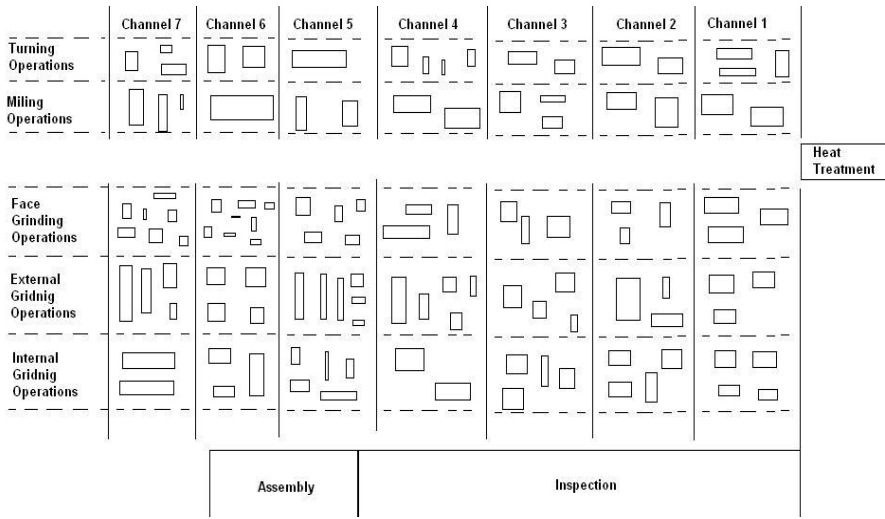 Channel 7 Channel 6 Channel 5 Channel 4 Channel 3 Channel 2 Channel 1
Turning
Operations
Miling
Operations
Heat
Treatment
Face
Grinding
Operations
External
Gridnig
Operations
Internal
Gridnig
Operations
Assembly Inspection